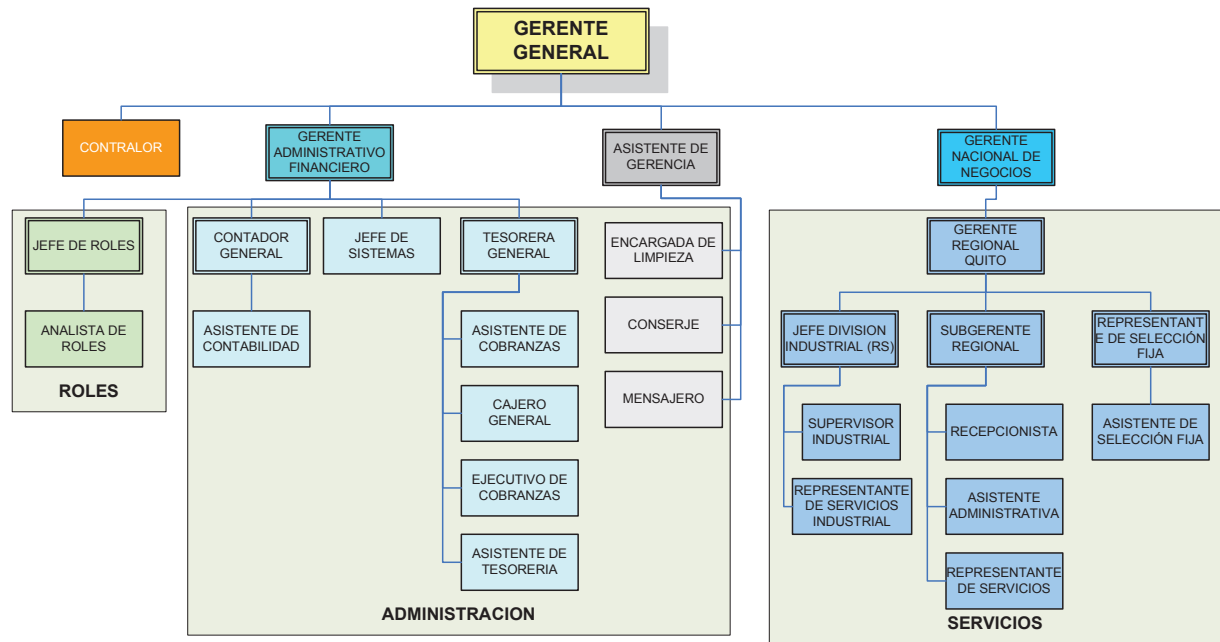 GERENTE
GENERAL
CONTRALOR
GERENTE
ADMINISTRATIVO
FINANCIERO
ASISTENTE DE
GERENCIA
GERENTE
NACIONAL DE
NEGOCIOS
JEFE DE ROLES
CONTADOR
GENERAL
JEFE DE
SISTEMAS
TESORERA
GENERAL
ENCARGADA DE
LIMPIEZA
GERENTE
REGIONAL
QUITO
ANALISTA DE
ROLES
ROLES
ASISTENTE DE
CONTABILIDAD
ASISTENTE DE
COBRANZAS
CONSERJE
JEFE DIVISION
INDUSTRIAL (RS)
SUBGERENTE
REGIONAL
REPRESENTANT
E DE SELECCIÓN
FIJA
CAJERO
GENERAL
MENSAJERO
SUPERVISOR
INDUSTRIAL
RECEPCIONISTA
ASISTENTE DE
SELECCIÓN FIJA
EJECUTIVO DE
COBRANZAS
REPRESENTANTE
DE SERVICIOS
INDUSTRIAL
ASISTENTE
ADMINISTRATIVA
ASISTENTE DE
TESORERIA
REPRESENTANTE
DE SERVICIOS
ADMINISTRACION
SERVICIOS